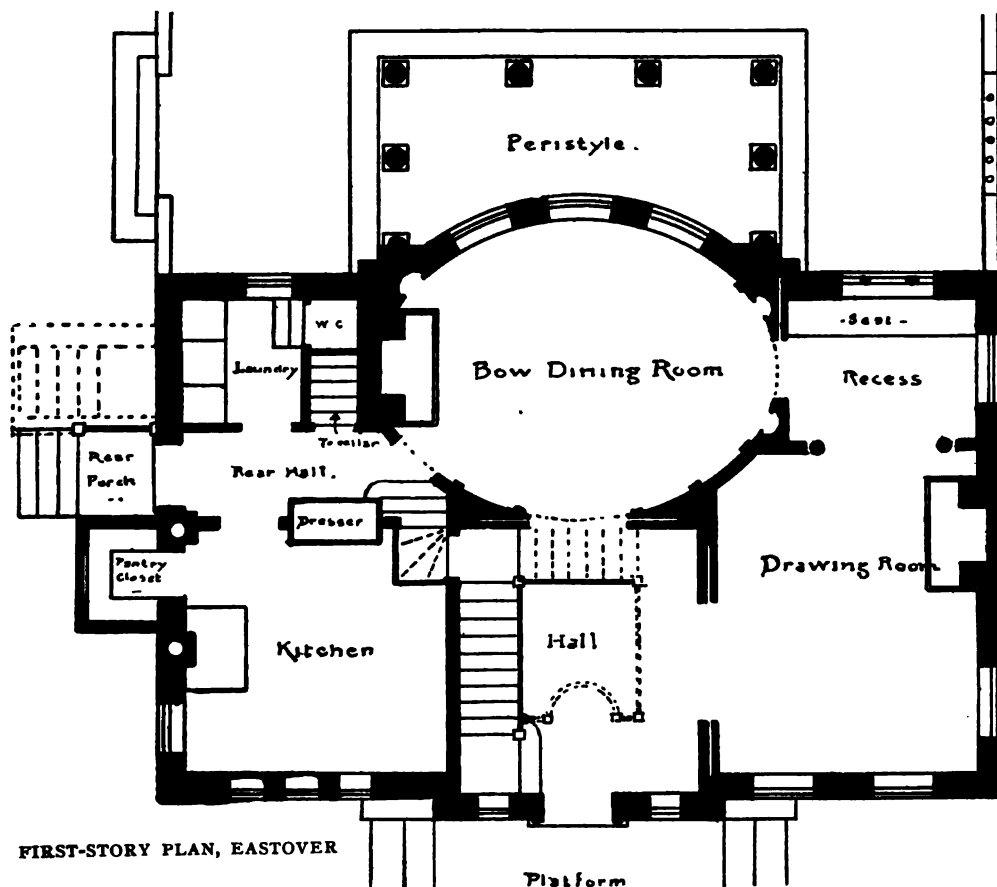 Peristyle.
W C
-Seat-
Laundry
Bow Dining Room
Recess
To cellar
Rear
Porch
Rear Hall.
Dresser
Pantry
Closet
Drawing Room
Hall
Kitchen
FIRST-STORY PLAN, EASTOVER
Platform